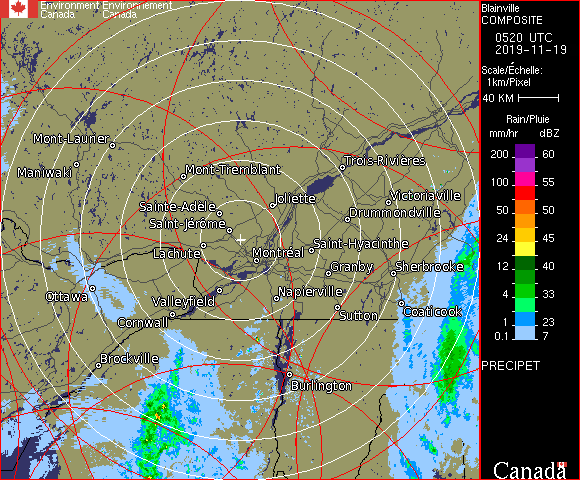 Environment Environnement
Canada Canada
Blainville
COMPOSITE
0520 UTC
2019-11-19
Scale/Échelle:
1km/Pixel
40 KM
Rain/Pluie
mm/hr dBZ
200 60
100 55
50 50
24 45
12 40
4 33
1 23
0.1 7
PRECIPET
Canada
Mont-Laurier
Maniwaki
Mont-Tremblant
Trois-Rivières
Sainte-Adèle
Joliette
Victoriaville
Saint-Jérôme
Drummondville
Lachute
Montréal
Saint-Hyacinthe
Granby
Sherbrooke
Ottawa
Valleyfield
Napierville
Cornwall
Sutton
Coaticook
Brockville
Burlington